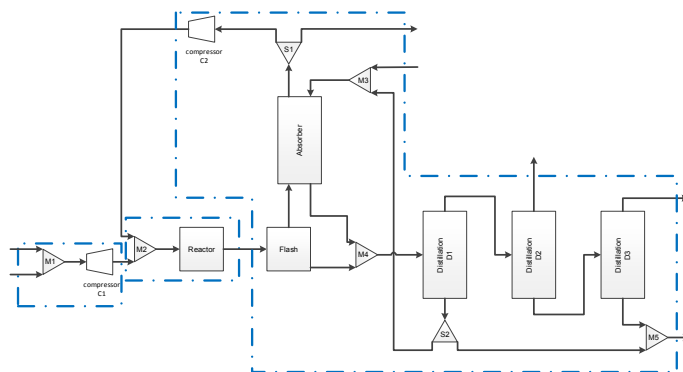 S1
compressor
C2
M3
Absorber
M1
compressor
C1
M2
Reactor
Flash
M4
Distillation
D1
Distillation
D2
Distillation
D3
S2
M5